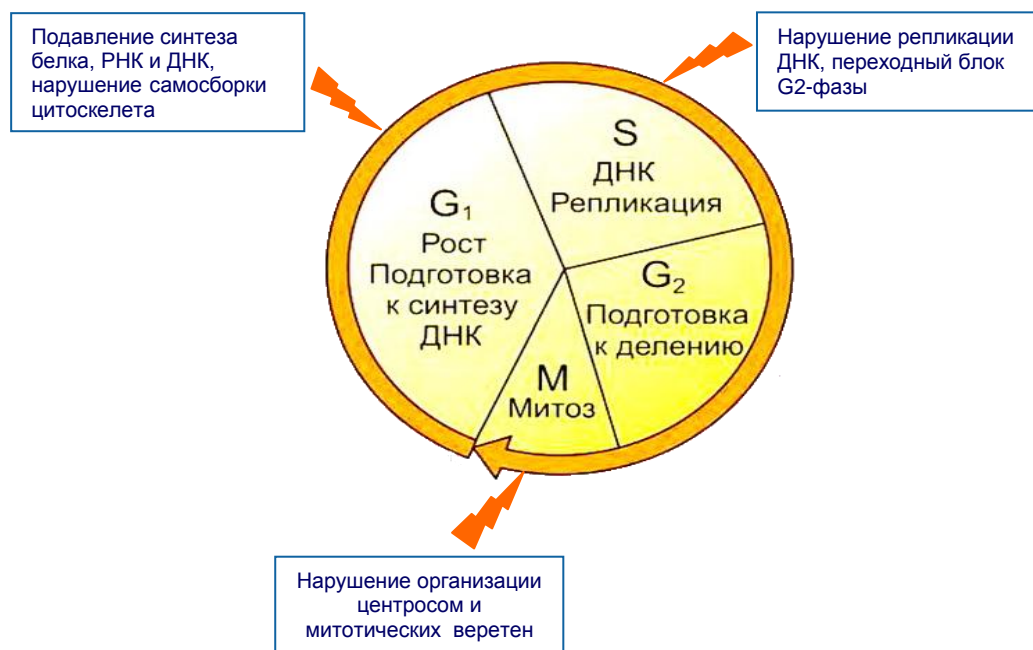 Подавление синтеза
белка, РНК и ДНК,
нарушение самосборки
цитоскелета
Нарушение репликации
ДНК, переходный блок
G2-фазы
S
ДНК
Репликация
G₁
Рост
Подготовка
к синтезу
ДНК
G₂
Подготовка
к делению
М
Митоз
Нарушение организации
центросом и
митотических веретен